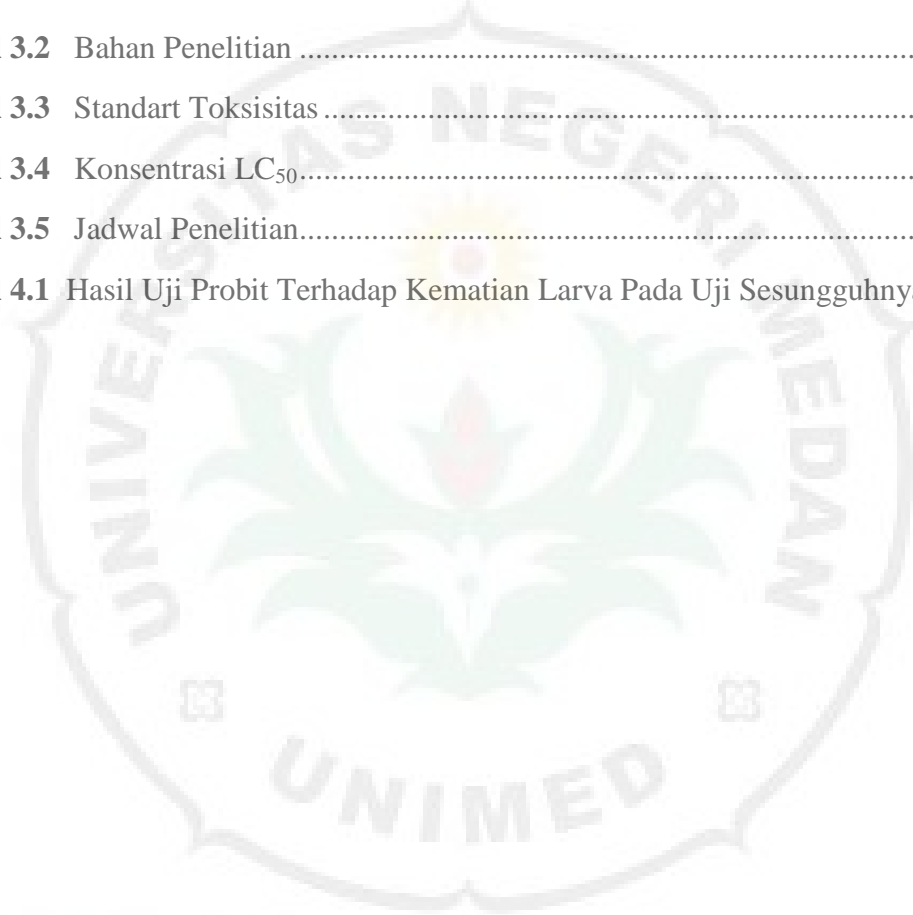 3.2 Bahan Penelitian ............................................................................
3.3 Standart Toksisitas .........................................................................
3.4 Konsentrasi LC₅₀............................................................................
3.5 Jadwal Penelitian............................................................................
4.1 Hasil Uji Probit Terhadap Kematian Larva Pada Uji
UNIVERSITAS NEGERI MEDAN
UNIMED